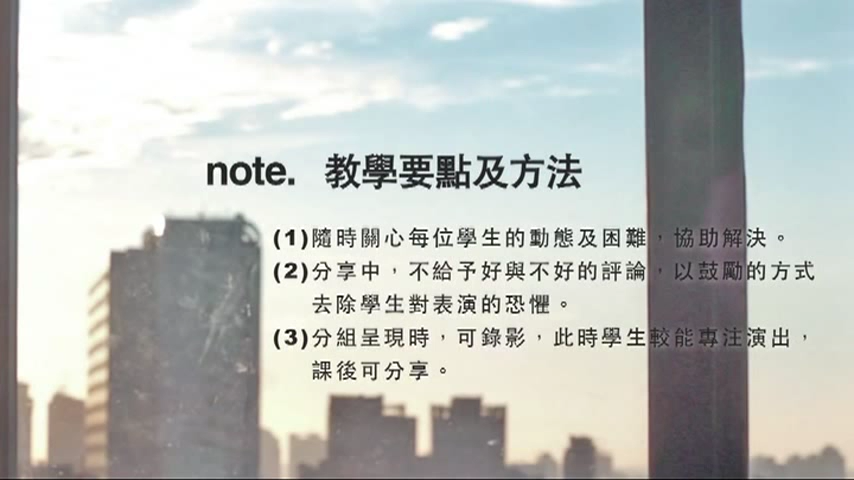 note. 教學要點及方法
(1)隨時關心每位學生的動態及困難，協助解決。
(2)分享中，不給予好與不好的評論，以鼓勵的方式
去除學生對表演的恐懼。
(3)分組呈現時，可錄影，此時學生較能專注演出，
課後可分享。